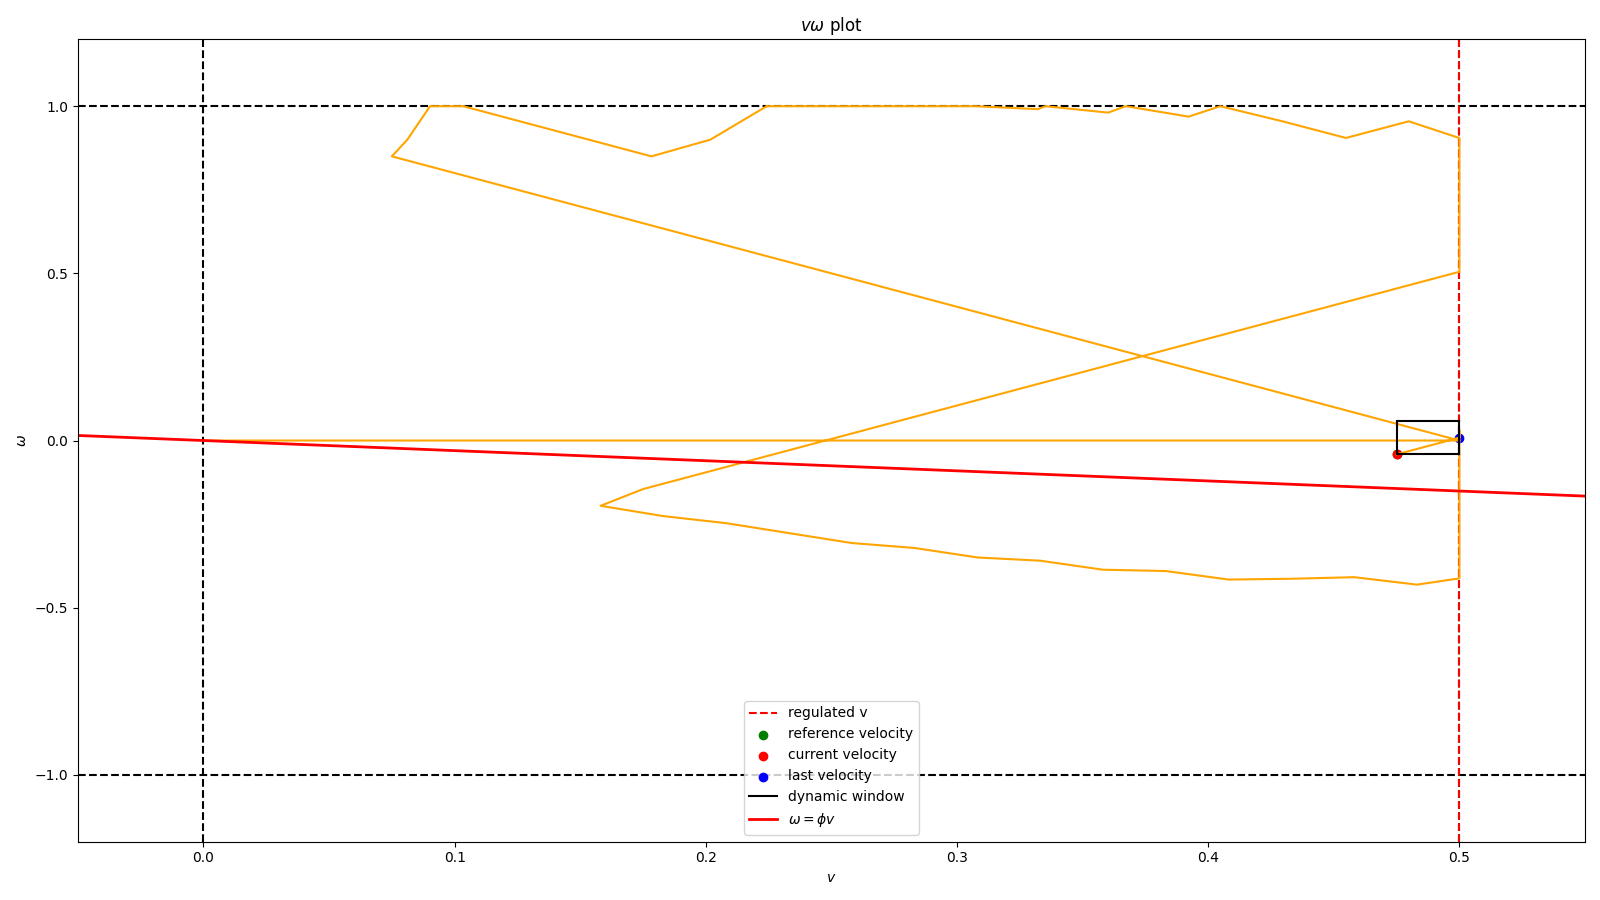 vω plot
1.0
0.5
0.0
−0.5
−1.0
ω
regulated v
reference velocity
current velocity
last velocity
dynamic window
ω = ϕv
0.0 0.1 0.2 0.3 0.4 0.5
v